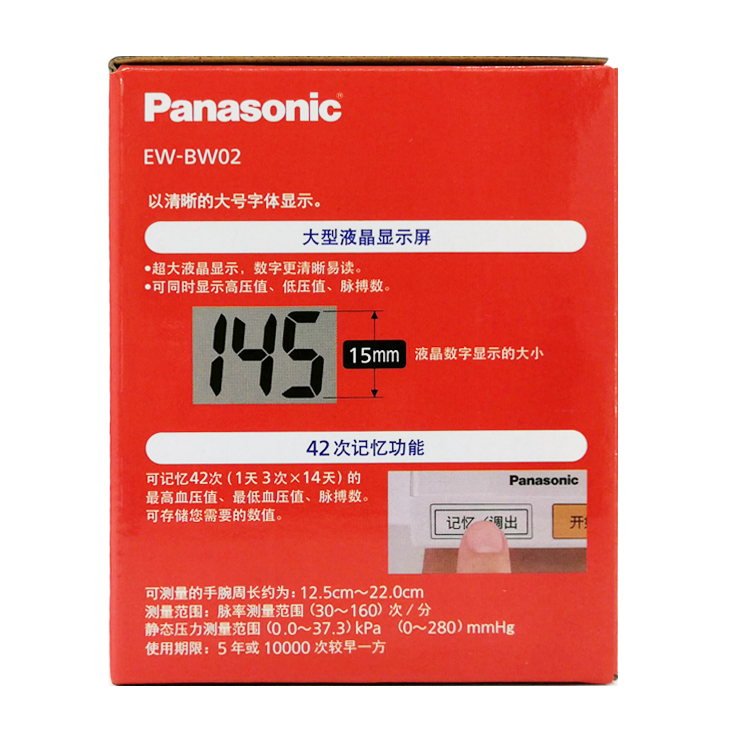 Panasonic®
EW-BW02
以清晰的大号字体显示。
大型液晶显示屏
•超大液晶显示，数字更清晰易读。
•可同时显示高压值、低压值、脉搏数。
145
15mm
液晶数字显示的大小
42次记忆功能
可记忆42次（1天3次×14天）的
最高血压值、最低血压值、脉搏数。
可存储您需要的数值。
Panasonic
记忆/调出
开
可测量的手腕周长约为：12.5cm～22.0cm
测量范围：脉率测量范围（30～160）次／分
静态压力测量范围（0.0～37.3）kPa （0～280）mmHg
使用期限：5年或10000次较早一方